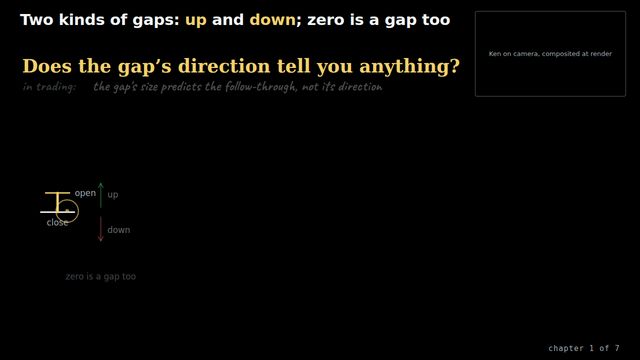 Two kinds of gaps: up and down; zero is a gap too
Ken on camera, composited at render
Does the gap’s direction tell you anything?
in trading: the gap’s size predicts the follow-through, not its direction
open
up
close
down
zero is a gap too
chapter 1 of 7